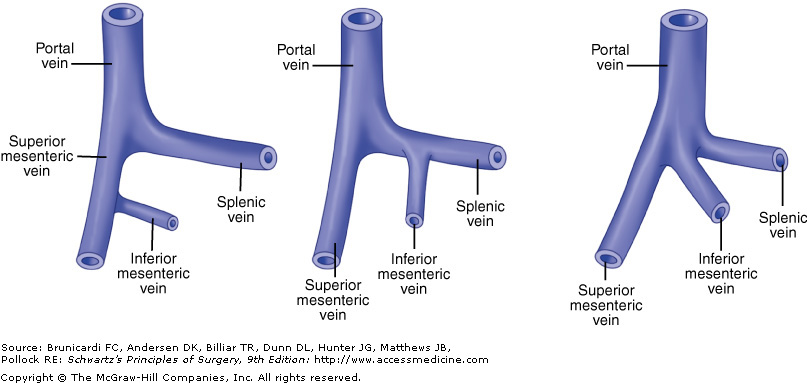 Portal
vein
Superior
mesenteric
vein
Splenic
vein
Inferior
mesenteric
vein
Portal
vein
Splenic
vein
Inferior
mesenteric
vein
Superior
mesenteric
vein
Portal
vein
Splenic
vein
Inferior
mesenteric
vein
Superior
mesenteric
vein
Source: Brunicardi FC, Andersen DK, Billiar TR, Dunn DL, Hunter JG, Matthews JB,
Pollock RE: Schwartz's Principles of Surgery, 9th Edition: http://www.accessmedicine.com
Copyright © The McGraw-Hill Companies, Inc. All rights reserved.